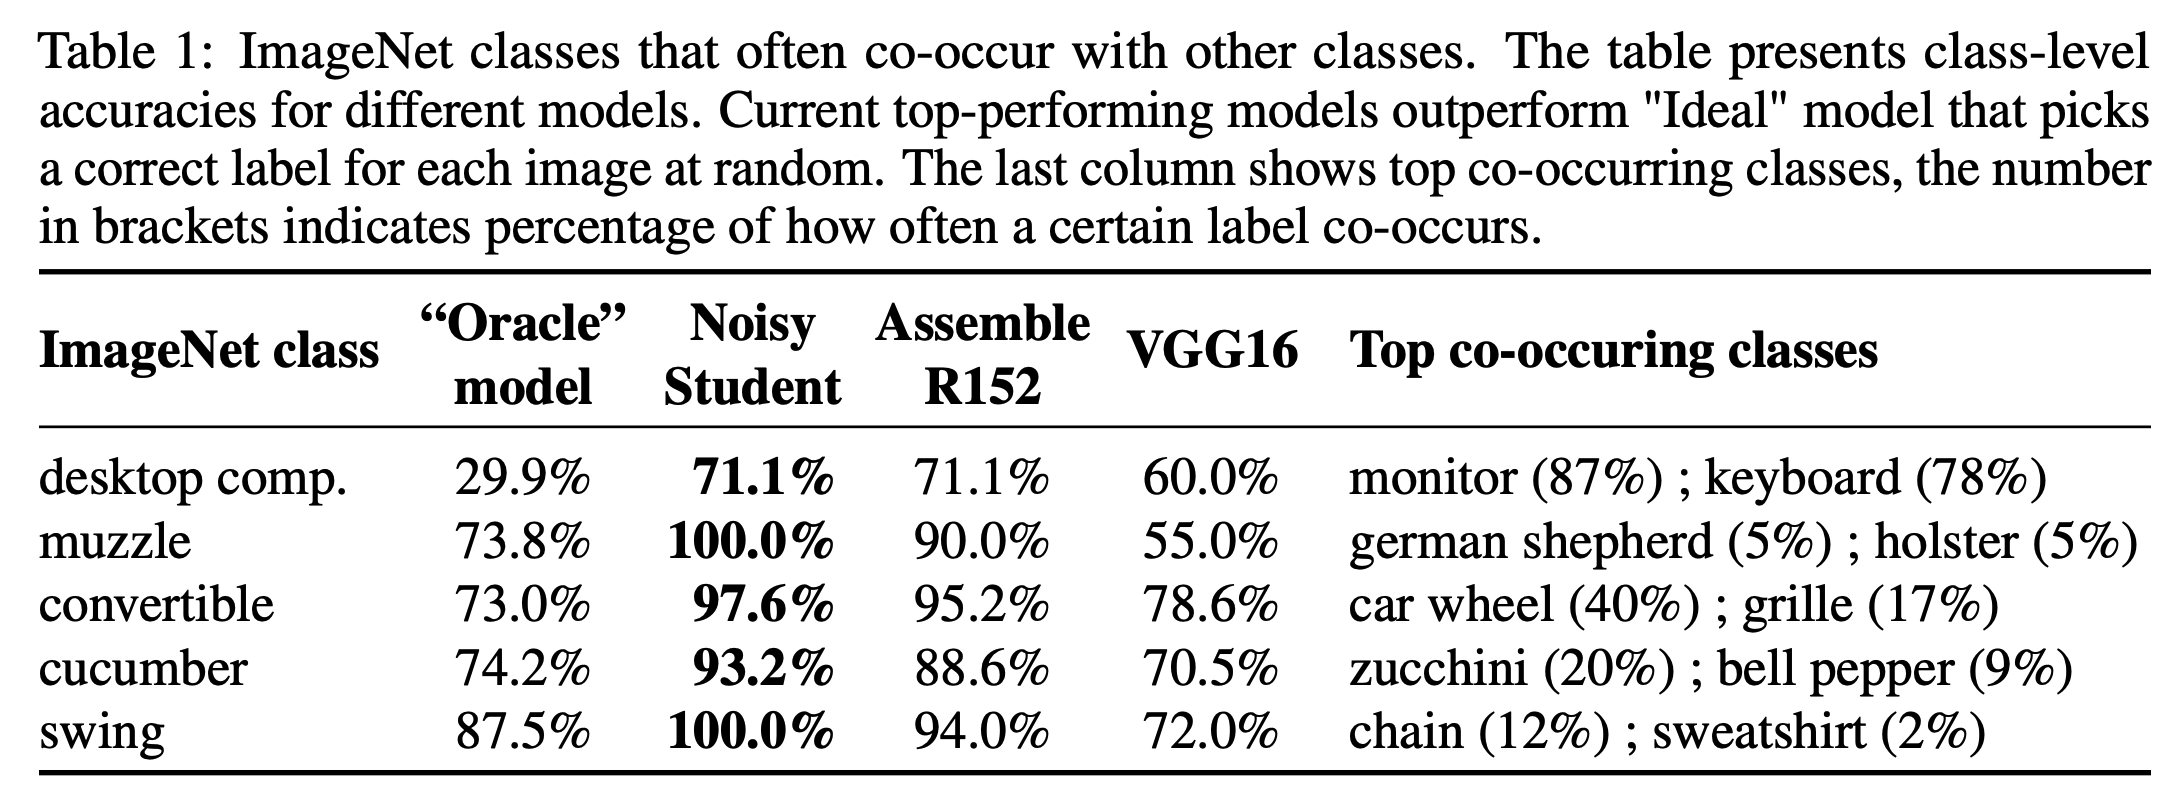 Table 1: ImageNet classes that often co-occur with other classes. The table presents class-level
accuracies for different models. Current top-performing models outperform "Ideal" model that picks
a correct label for each image at random. The last column shows top co-occurring classes, the number
in brackets indicates percentage of how often a certain label co-occurs.
ImageNet class “Oracle” model Noisy Student Assemble R152 VGG16 Top co-occuring classes
desktop comp. 29.9% 71.1% 71.1% 60.0% monitor (87%) ; keyboard (78%)
muzzle 73.8% 100.0% 90.0% 55.0% german shepherd (5%) ; holster (5%)
convertible 73.0% 97.6% 95.2% 78.6% car wheel (40%) ; grille (17%)
cucumber 74.2% 93.2% 88.6% 70.5% zucchini (20%) ; bell pepper (9%)
swing 87.5% 100.0% 94.0% 72.0% chain (12%) ; sweatshirt (2%)